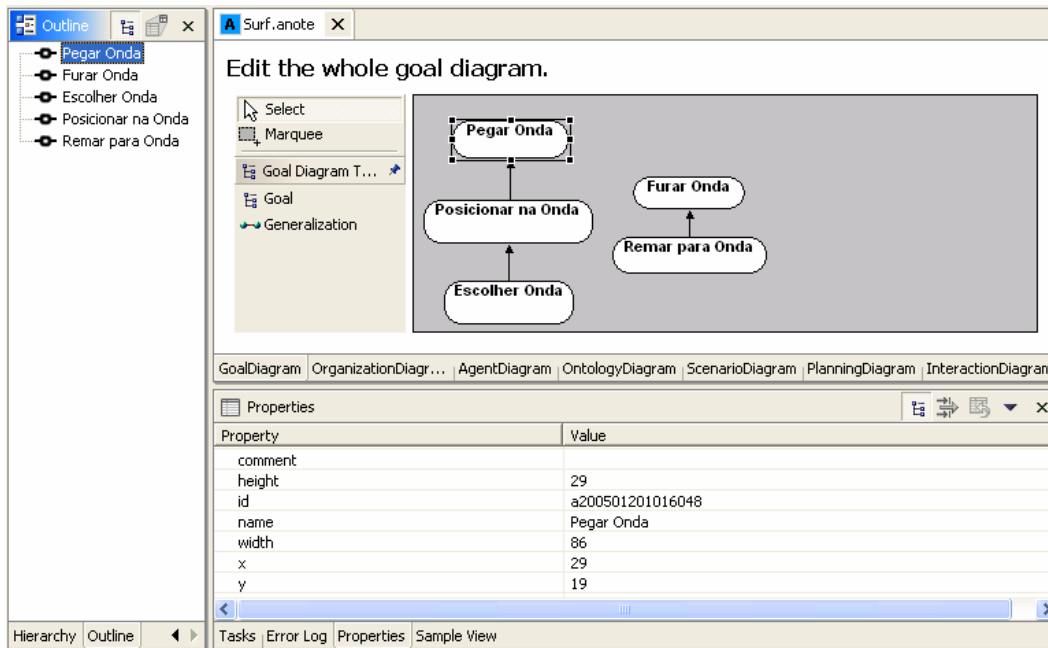 Outline
Pegar Onda
Furar Onda
Escolher Onda
Posicionar na Onda
Remar para Onda
Hierarchy Outline
A Surf.anote
Edit the whole goal diagram.
Select
Marquee
Goal Diagram T...
Goal
Generalization
Pegar Onda
Posicionar na Onda
Escolher Onda
Furar Onda
Remar para Onda
GoalDiagram OrganizationDiagr... AgentDiagram OntologyDiagram ScenarioDiagram PlanningDiagram InteractionDiagram
Properties
Property Value
comment
height 29
id a200501201016048
name Pegar Onda
width 86
x 29
y 19
Tasks Error Log Properties Sample View